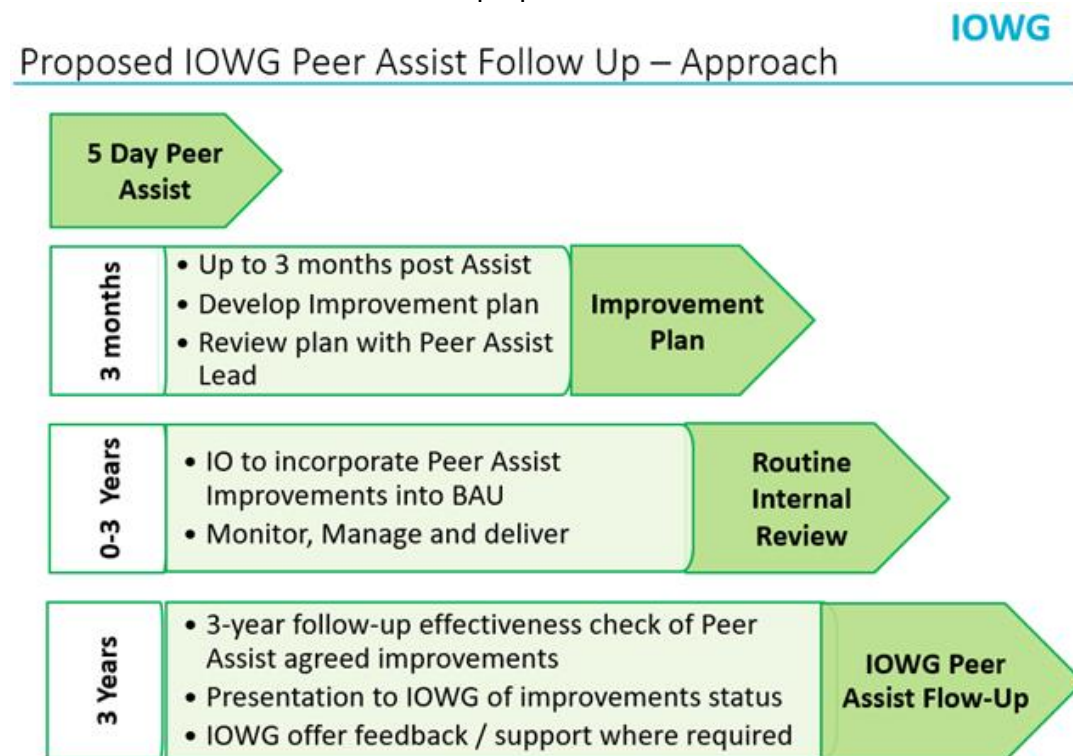 IOWG
Proposed IOWG Peer Assist Follow Up – Approach
5 Day Peer
Assist
3 months
• Up to 3 months post Assist
• Develop Improvement plan
• Review plan with Peer Assist
Lead
Improvement
Plan
0-3 Years
• IO to incorporate Peer Assist
Improvements into BAU
• Monitor, Manage and deliver
Routine
Internal
Review
3 Years
• 3-year follow-up effectiveness check of Peer
Assist agreed improvements
• Presentation to IOWG of improvements status
• IOWG offer feedback / support where required
IOWG Peer
Assist Flow-Up